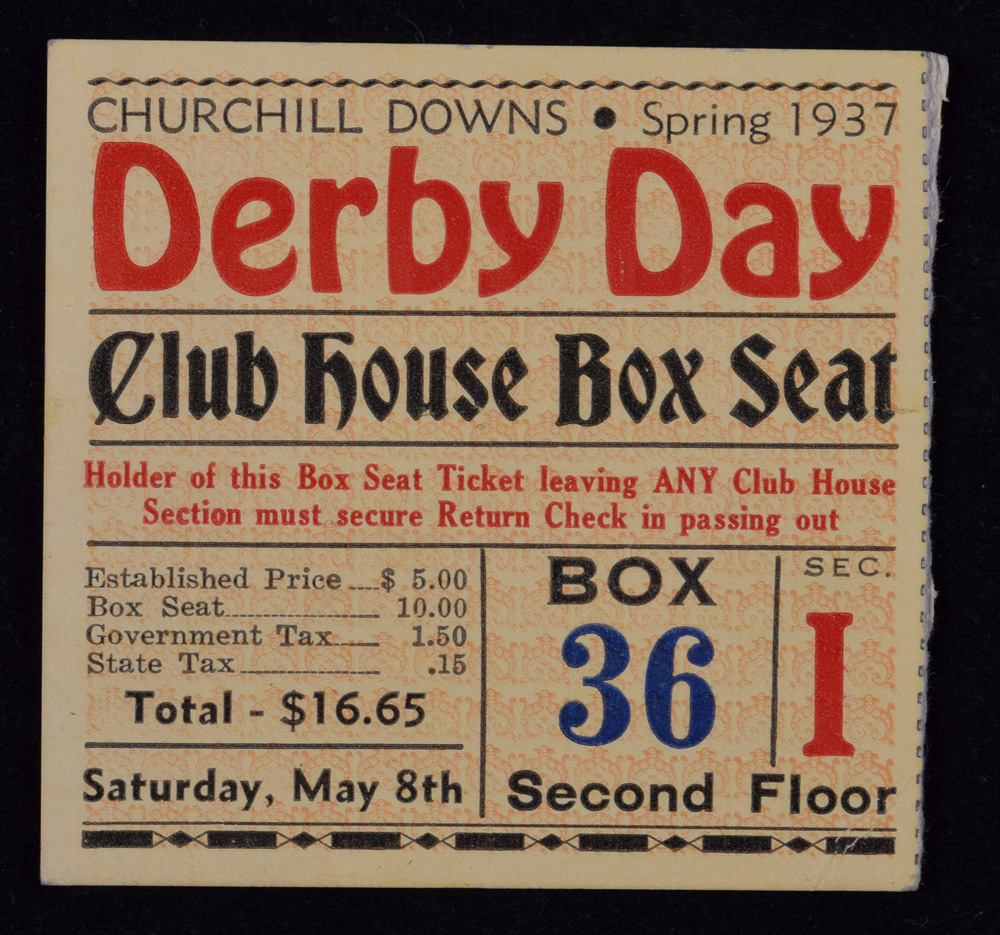 CHURCHILL DOWNS • Spring 1937
Derby Day
Club House Box Seat
Holder of this Box Seat Ticket leaving ANY Club House
Section must secure Return Check in passing out
Established Price....$ 5.00
Box Seat.................... 10.00
Government Tax..... 1.50
State Tax.................. .15
Total - $16.65
Saturday, May 8th
BOX
36
SEC.
I
Second Floor